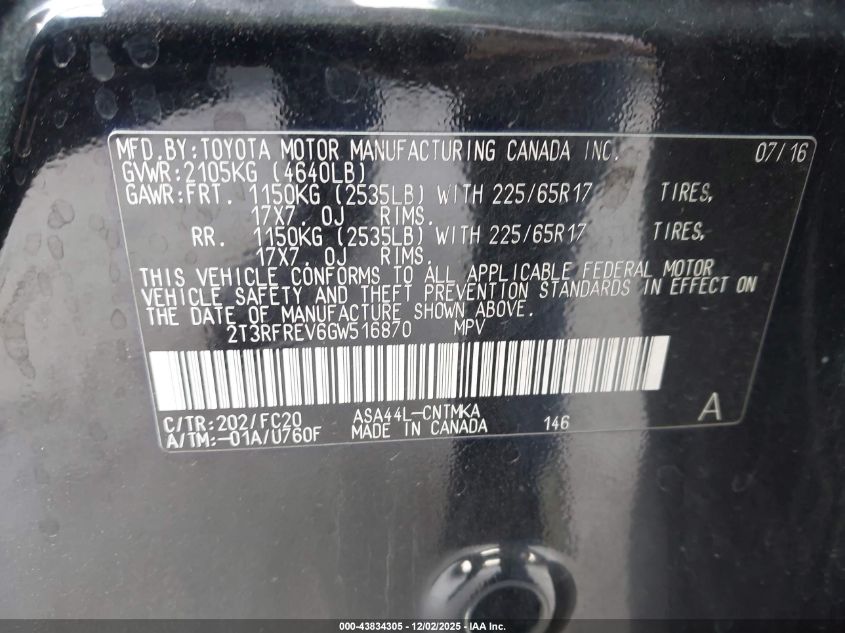 MFD.BY:TOYOTA MOTOR MANUFACTURING CANADA INC. 07/16
GVWR:2105KG (4640LB)
GAWR:FRT. 1150KG (2535LB) WITH 225/65R17 TIRES,
17X7. 0J RIMS.
RR. 1150KG (2535LB) WITH 225/65R17 TIRES,
17X7. 0J RIMS.
THIS VEHICLE CONFORMS TO ALL APPLICABLE FEDERAL MOTOR
VEHICLE SAFETY AND THEFT PREVENTION STANDARDS IN EFFECT ON
THE DATE OF MANUFACTURE SHOWN ABOVE.
2T3RFREV6GW516870 MPV
C/TR:202/FC20 ASA44L-CNTMKA A
A/TM:-01A/U760F MADE IN CANADA 146
000-43834305 - 12/02/2025 - IAA Vehicle Services